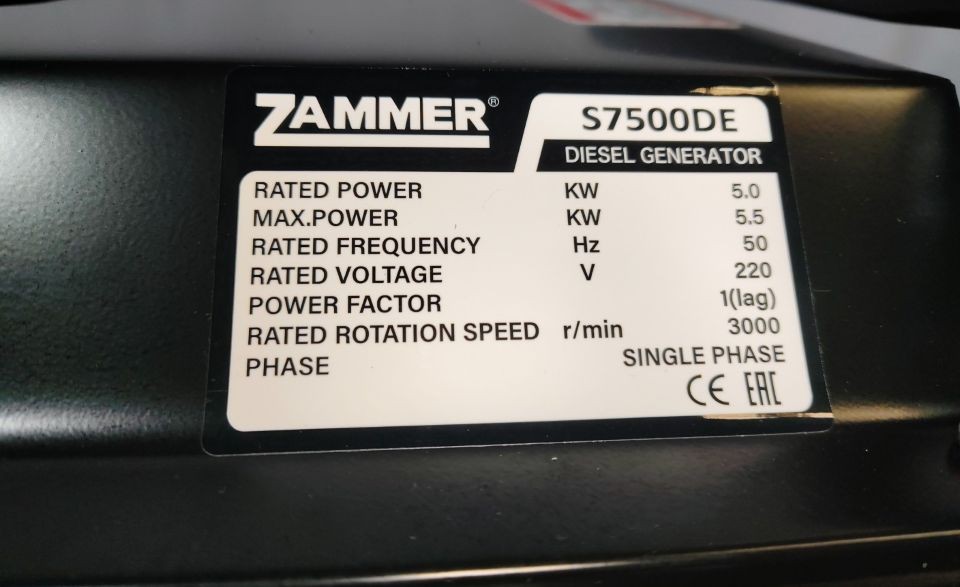 ZAMMER®
S7500DE
DIESEL GENERATOR
RATED POWER KW 5.0
MAX.POWER KW 5.5
RATED FREQUENCY Hz 50
RATED VOLTAGE V 220
POWER FACTOR 1(lag)
RATED ROTATION SPEED r/min 3000
PHASE SINGLE PHASE
CE EAC